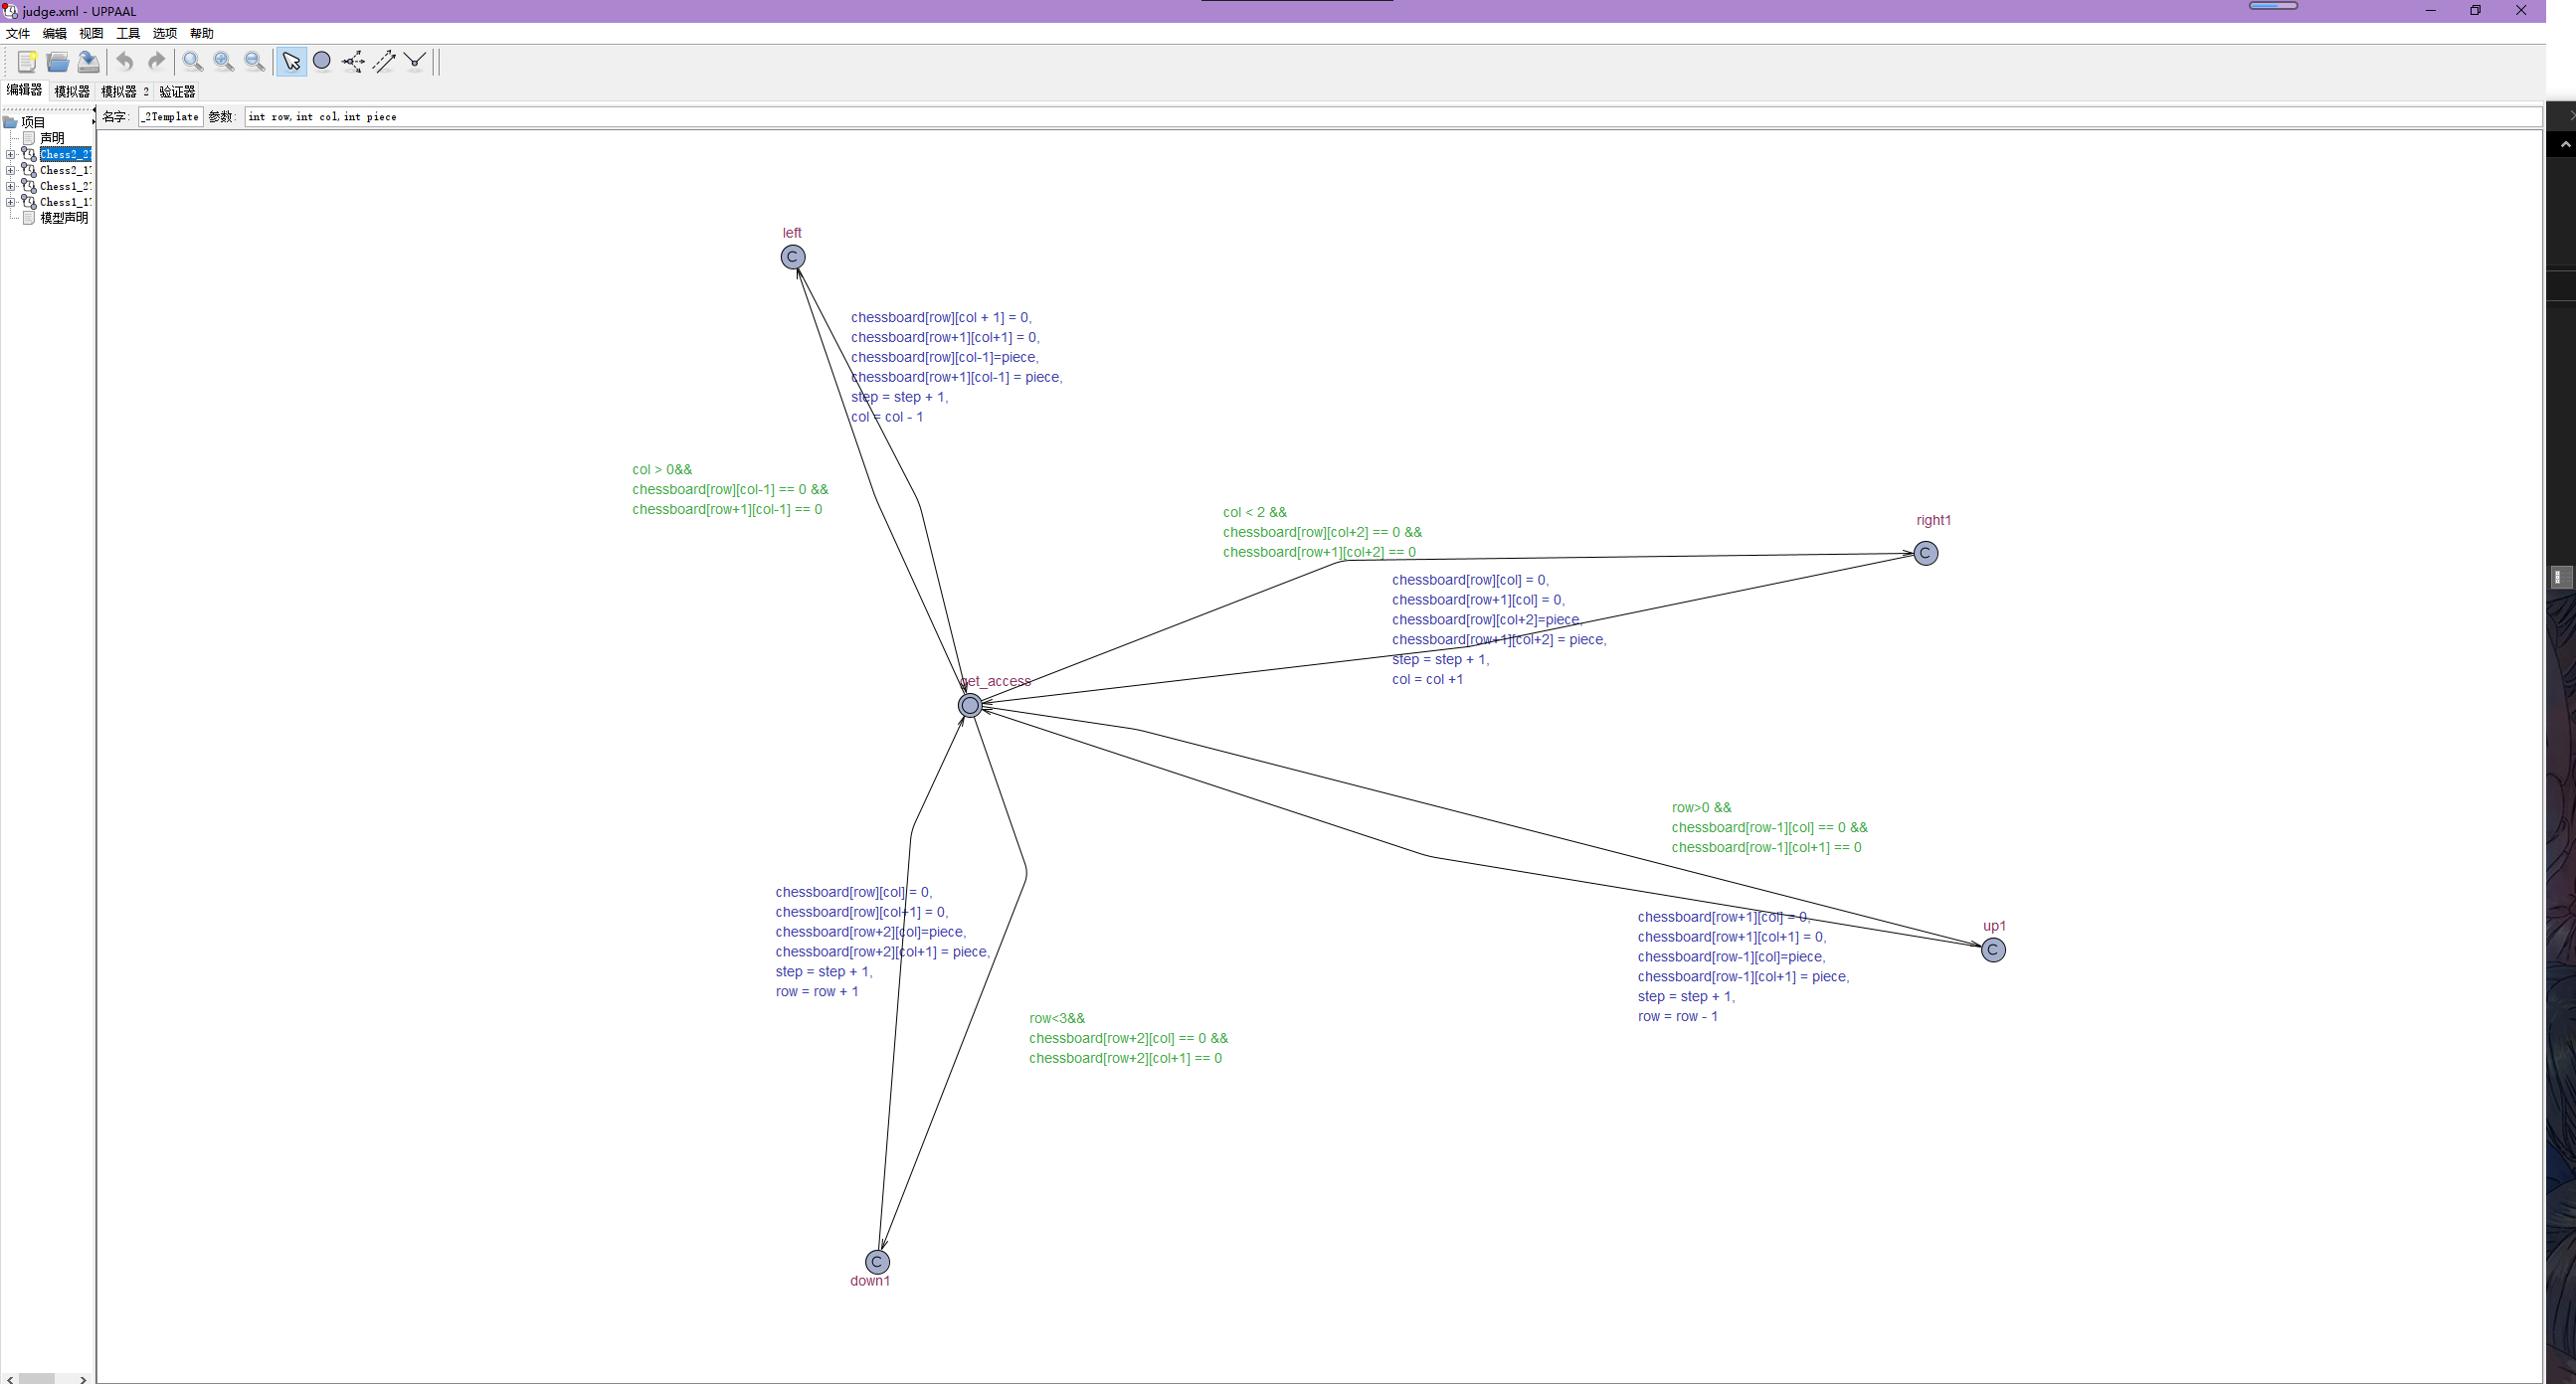 judge.xml - UPPAAL
文件 编辑 视图 工具 选项 帮助
编辑器 模拟器 模拟器 2 验证器
名字: _2Template 参数: int row,int col,int piece
项目
声明
Chess2_2
Chess2_1
Chess1_2
Chess1_1
模型声明
left
C
chessboard[row][col + 1] = 0,
chessboard[row+1][col+1] = 0,
chessboard[row][col-1]=piece,
chessboard[row+1][col-1] = piece,
step = step + 1,
col = col - 1
col > 0&&
chessboard[row][col-1] == 0 &&
chessboard[row+1][col-1] == 0
col < 2 &&
chessboard[row][col+2] == 0 &&
chessboard[row+1][col+2] == 0
right1
C
chessboard[row][col] = 0,
chessboard[row+1][col] = 0,
chessboard[row][col+2]=piece,
chessboard[row+1][col+2] = piece,
step = step + 1,
col = col +1
get_access
row>0 &&
chessboard[row-1][col] == 0 &&
chessboard[row-1][col+1] == 0
chessboard[row][col] = 0,
chessboard[row][col+1] = 0,
chessboard[row+2][col]=piece,
chessboard[row+2][col+1] = piece,
step = step + 1,
row = row + 1
up1
C
chessboard[row+1][col] = 0,
chessboard[row+1][col+1] = 0,
chessboard[row-1][col]=piece,
chessboard[row-1][col+1] = piece,
step = step + 1,
row = row - 1
row<3&&
chessboard[row+2][col] == 0 &&
chessboard[row+2][col+1] == 0
C
down1